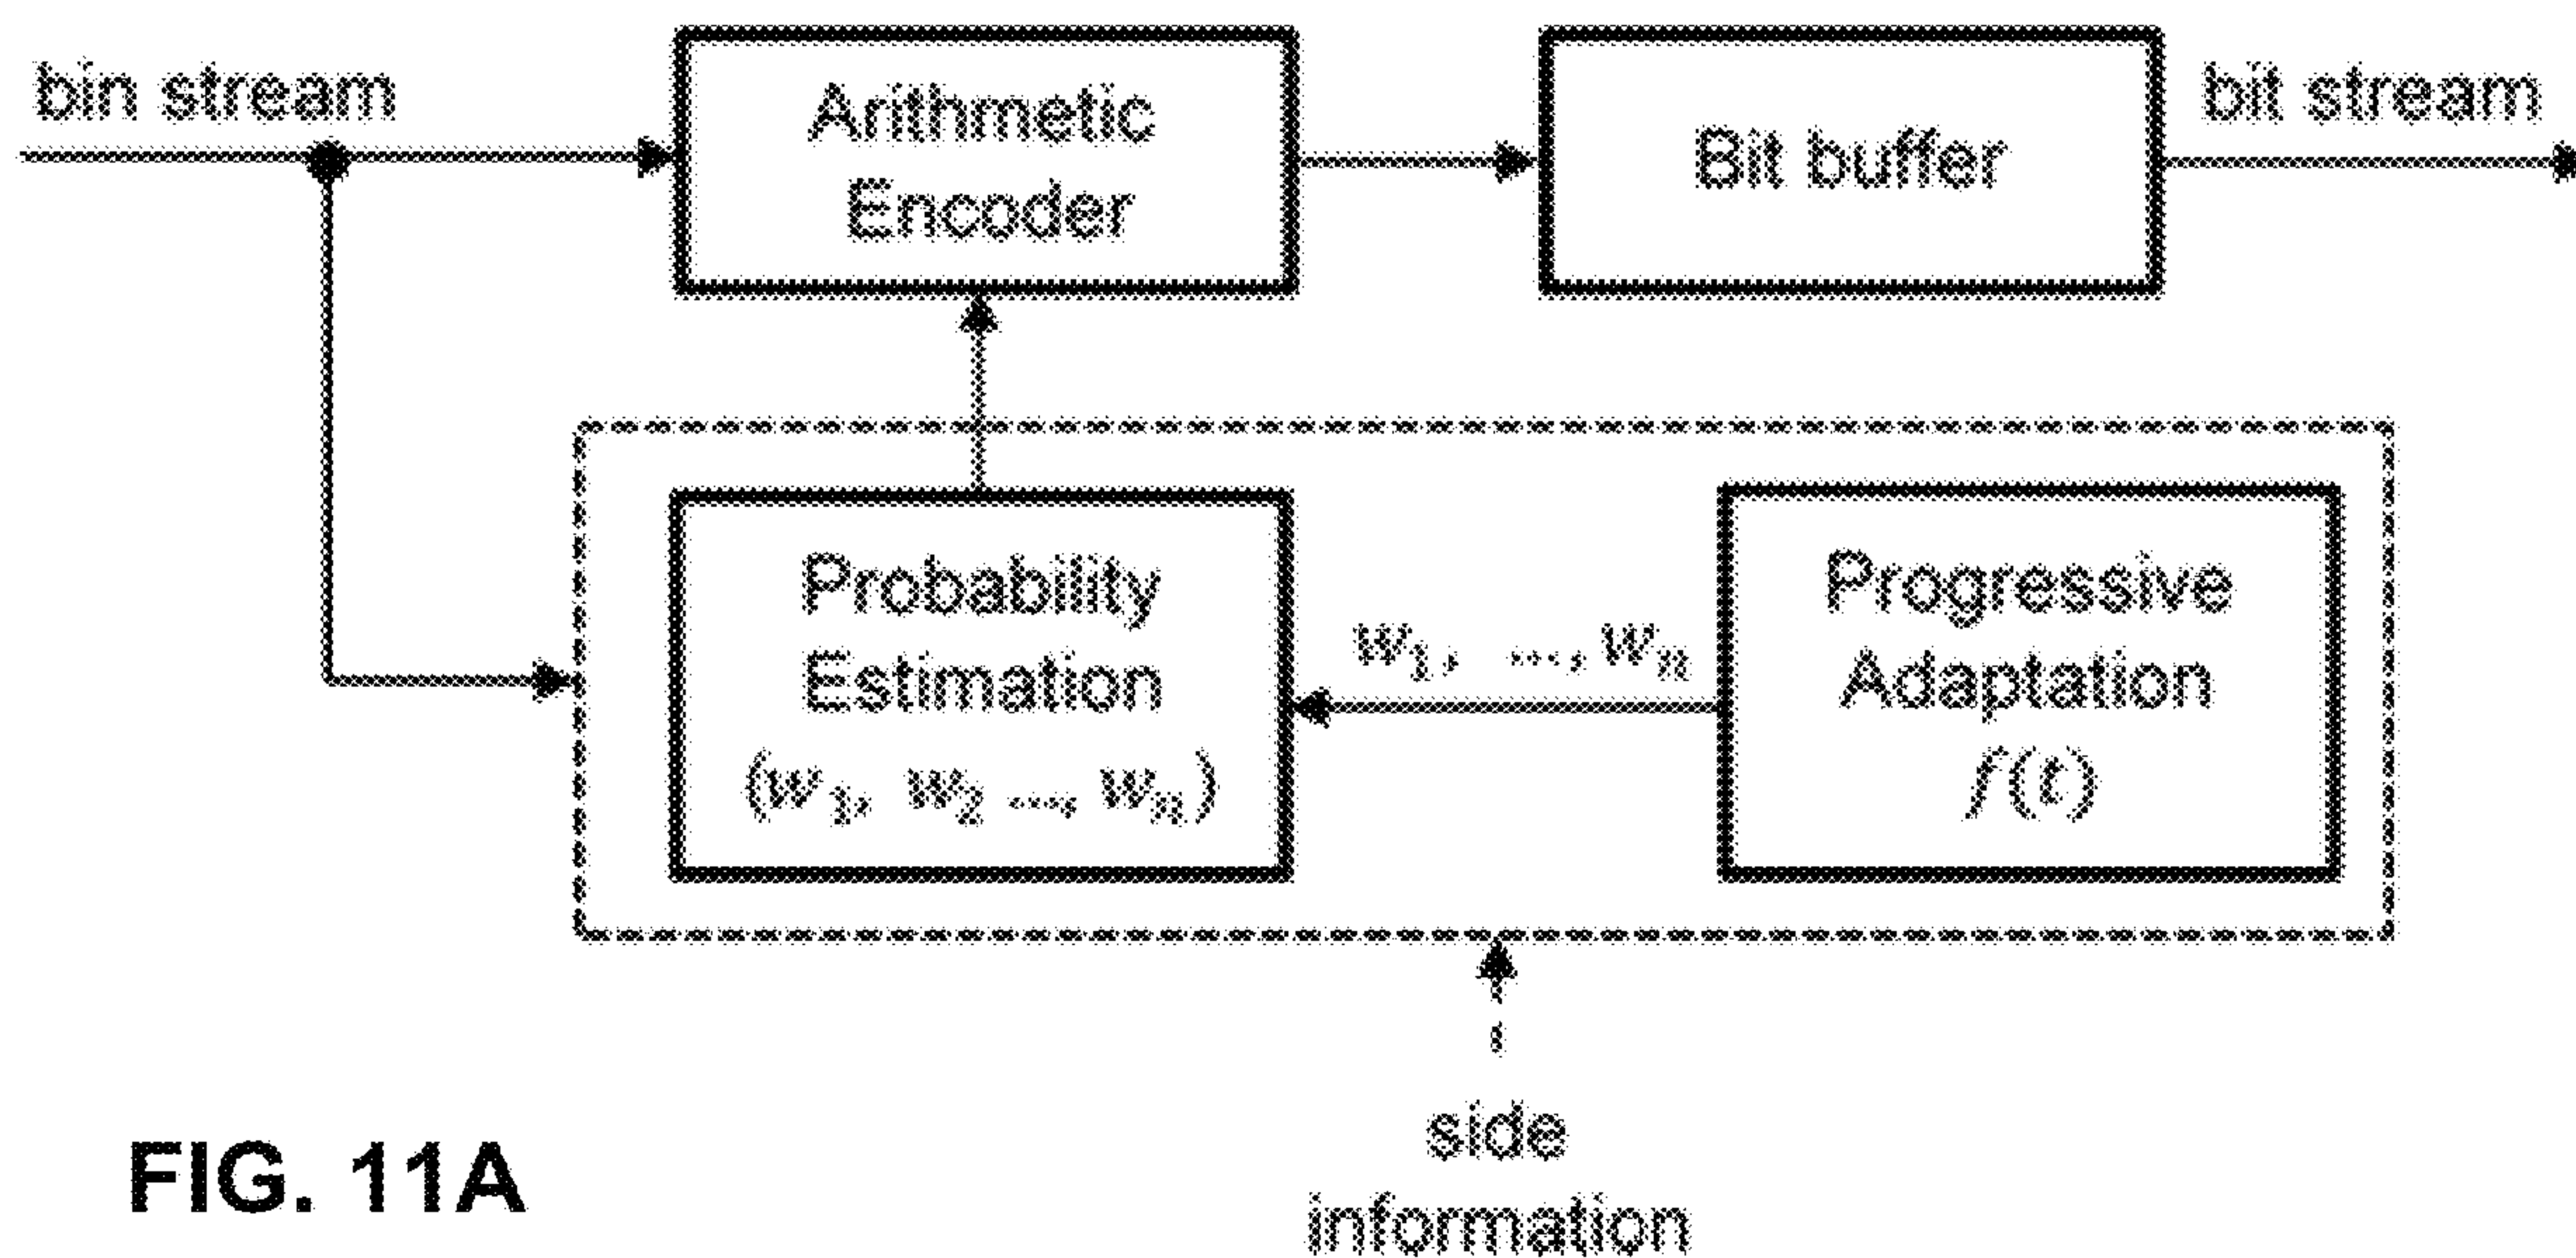 bin stream
Arithmetic
Encoder
Bit buffer
bit stream
Probability
Estimation
(w₁, w₂ ..., wₙ)
w₁, ..., wₙ
Progressive
Adaptation
f(t)
side
information
FIG. 11A